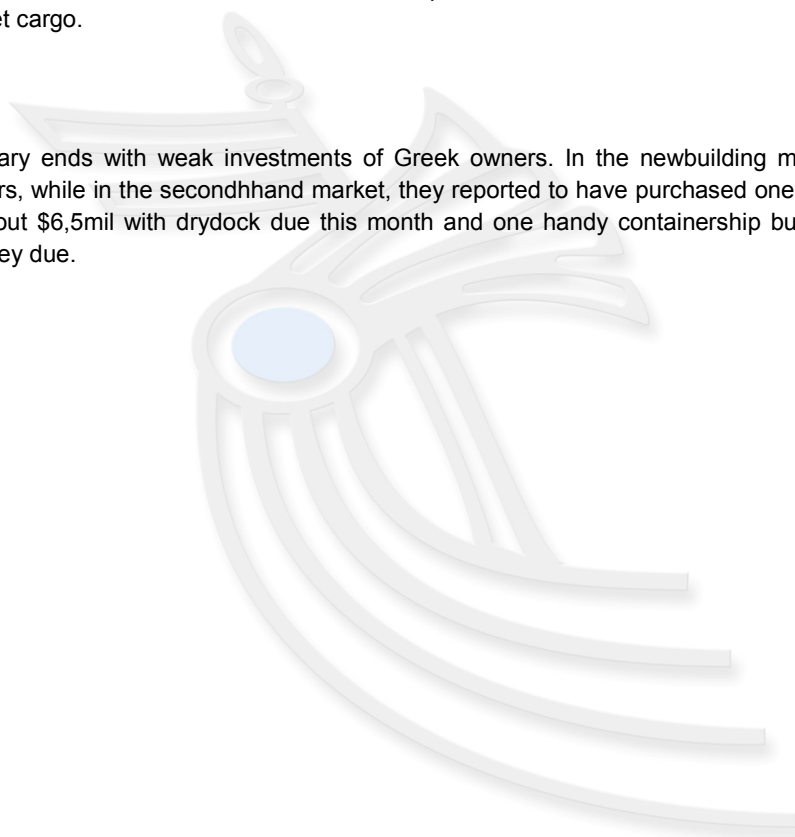 et cargo.
ary ends with weak investments of Greek owners. In the newbuilding m
rs, while in the secondhhand market, they reported to have purchased one
out $6,5mil with drydock due this month and one handy containership bu
ey due.